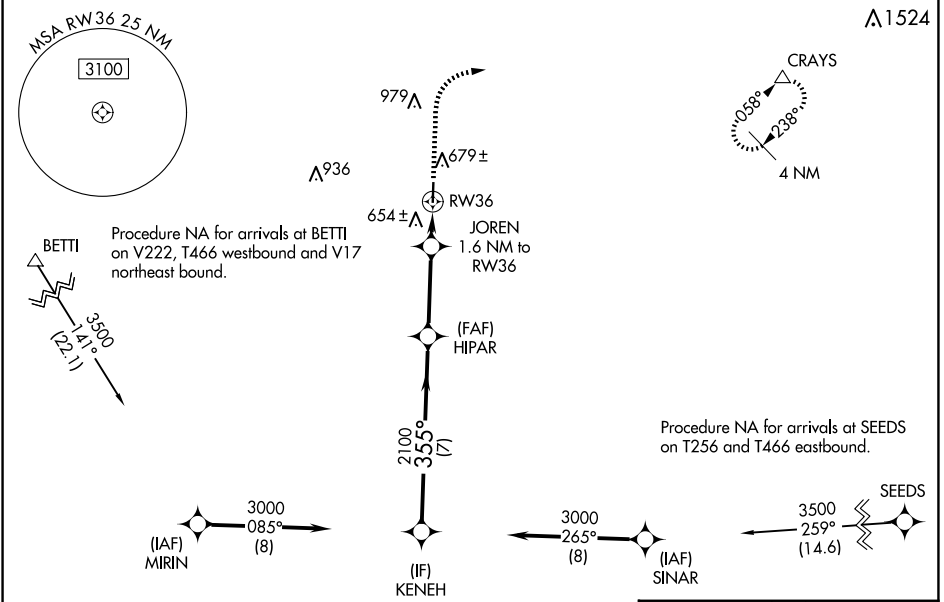 MSA RW36 25 NM
3100
1524
CRAYS
058°
238°
4 NM
979
679±
936
RW36
654±
JOREN
1.6 NM to
RW36
BETTI
Procedure NA for arrivals at BETTI
on V222, T466 westbound and V17
northeast bound.
3500
141°
(22.1)
(FAF)
HIPAR
2100
355°
(7)
Procedure NA for arrivals at SEEDS
on T256 and T466 eastbound.
SEEDS
3500
259°
(14.6)
3000
085°
(8)
(IAF)
MIRIN
(IF)
KENEH
3000
265°
(8)
(IAF)
SINAR